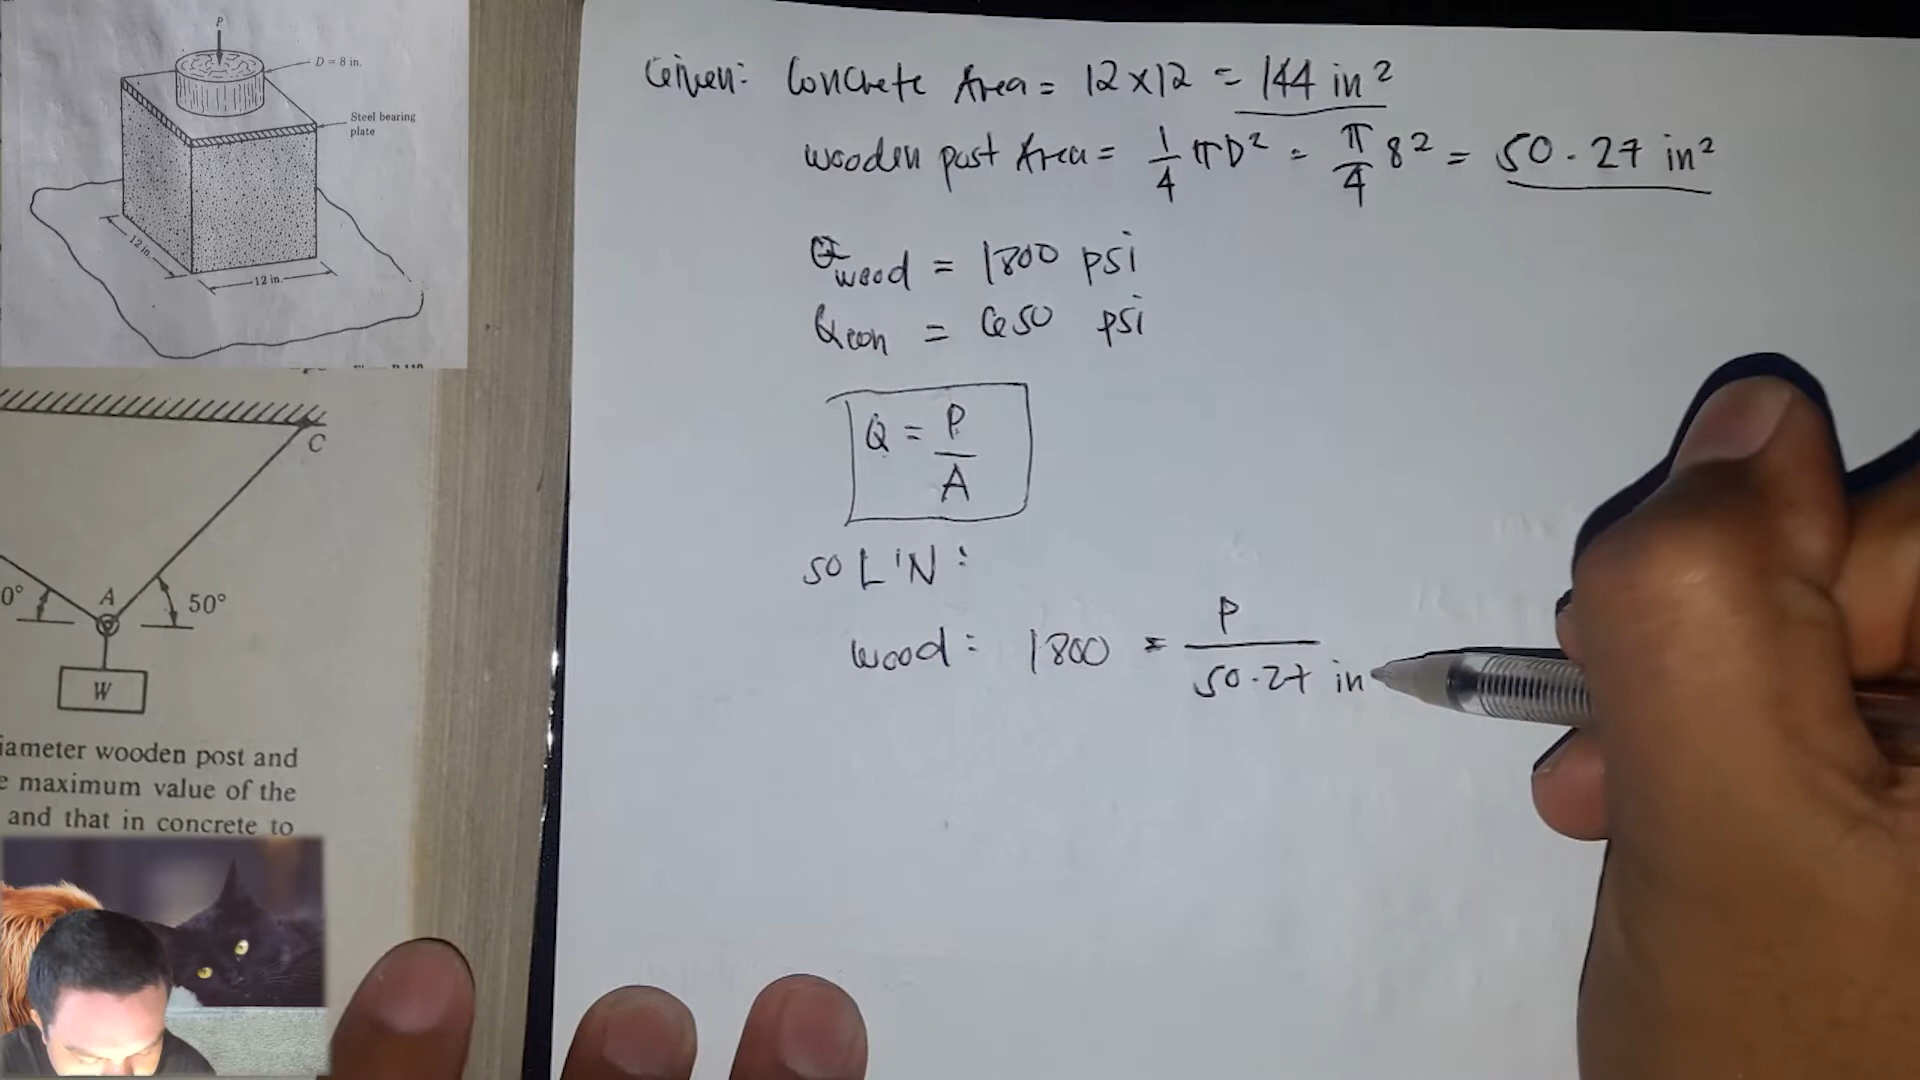 P
D = 8 in.
Steel bearing
plate
12 in.
12 in.
C
0°
A
50°
W
iameter wooden post and
e maximum value of the
and that in concrete to
Given: Concrete Area = 12 x 12 = 144 in²
wooden post Area = 1/4 πD² = π/4 8² = 50.27 in²
σwood = 1800 psi
σcon = 650 psi
σ = P/A
SOL'N:
wood: 1800 = P/50.27 in